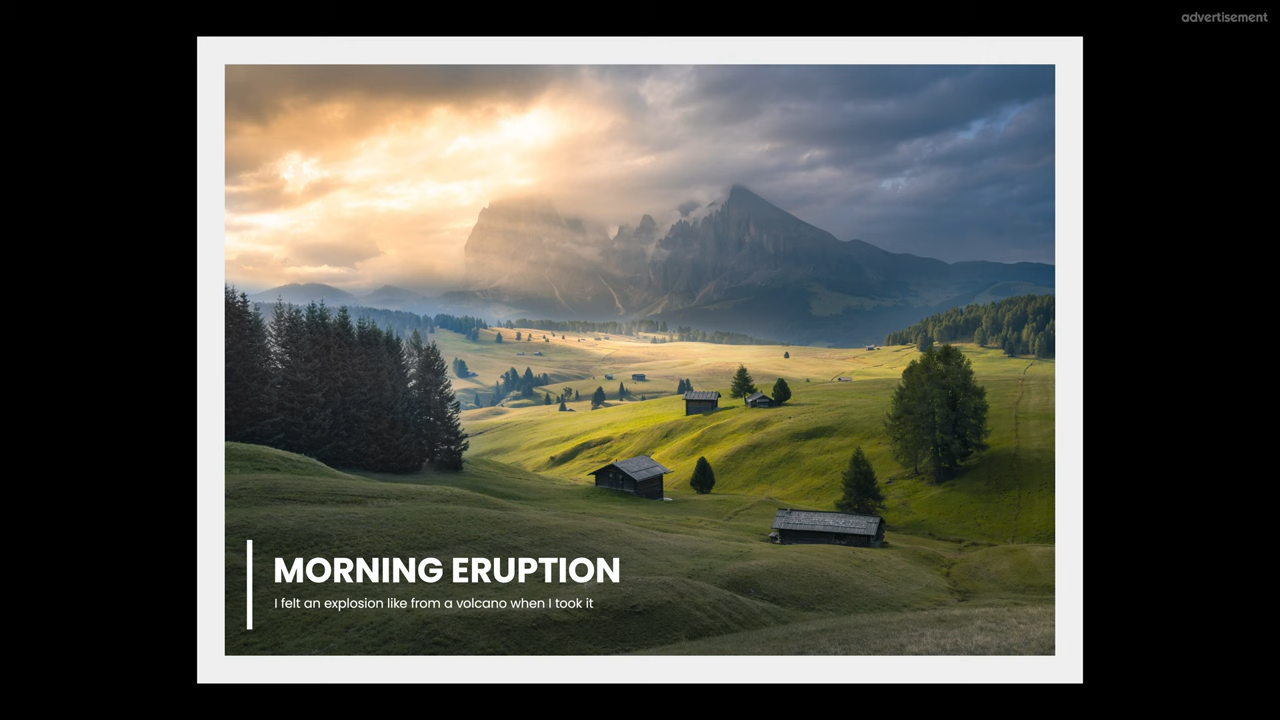 advertisement
MORNING ERUPTION
I felt an explosion like from a volcano when I took it